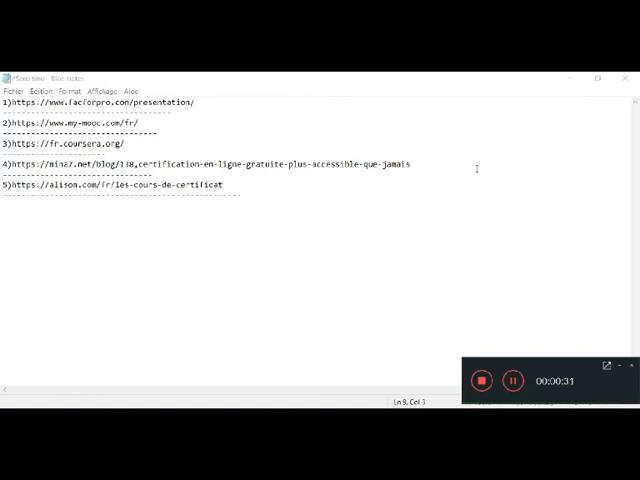 *Sans titre - Bloc-notes
Fichier Edition Format Affichage Aide
1)https://www.facforpro.com/presentation/
-----------------------------------
2)https://www.my-mooc.com/fr/
--------------------------------
3)https://fr.coursera.org/
---------------------
4)https://mina7.net/blog/138,certification-en-ligne-gratuite-plus-accessible-que-jamais
-------------------------------
5)https://alison.com/fr/les-cours-de-certificat
-------------------------------------------------
00:00:31
Ln 9, Col 3